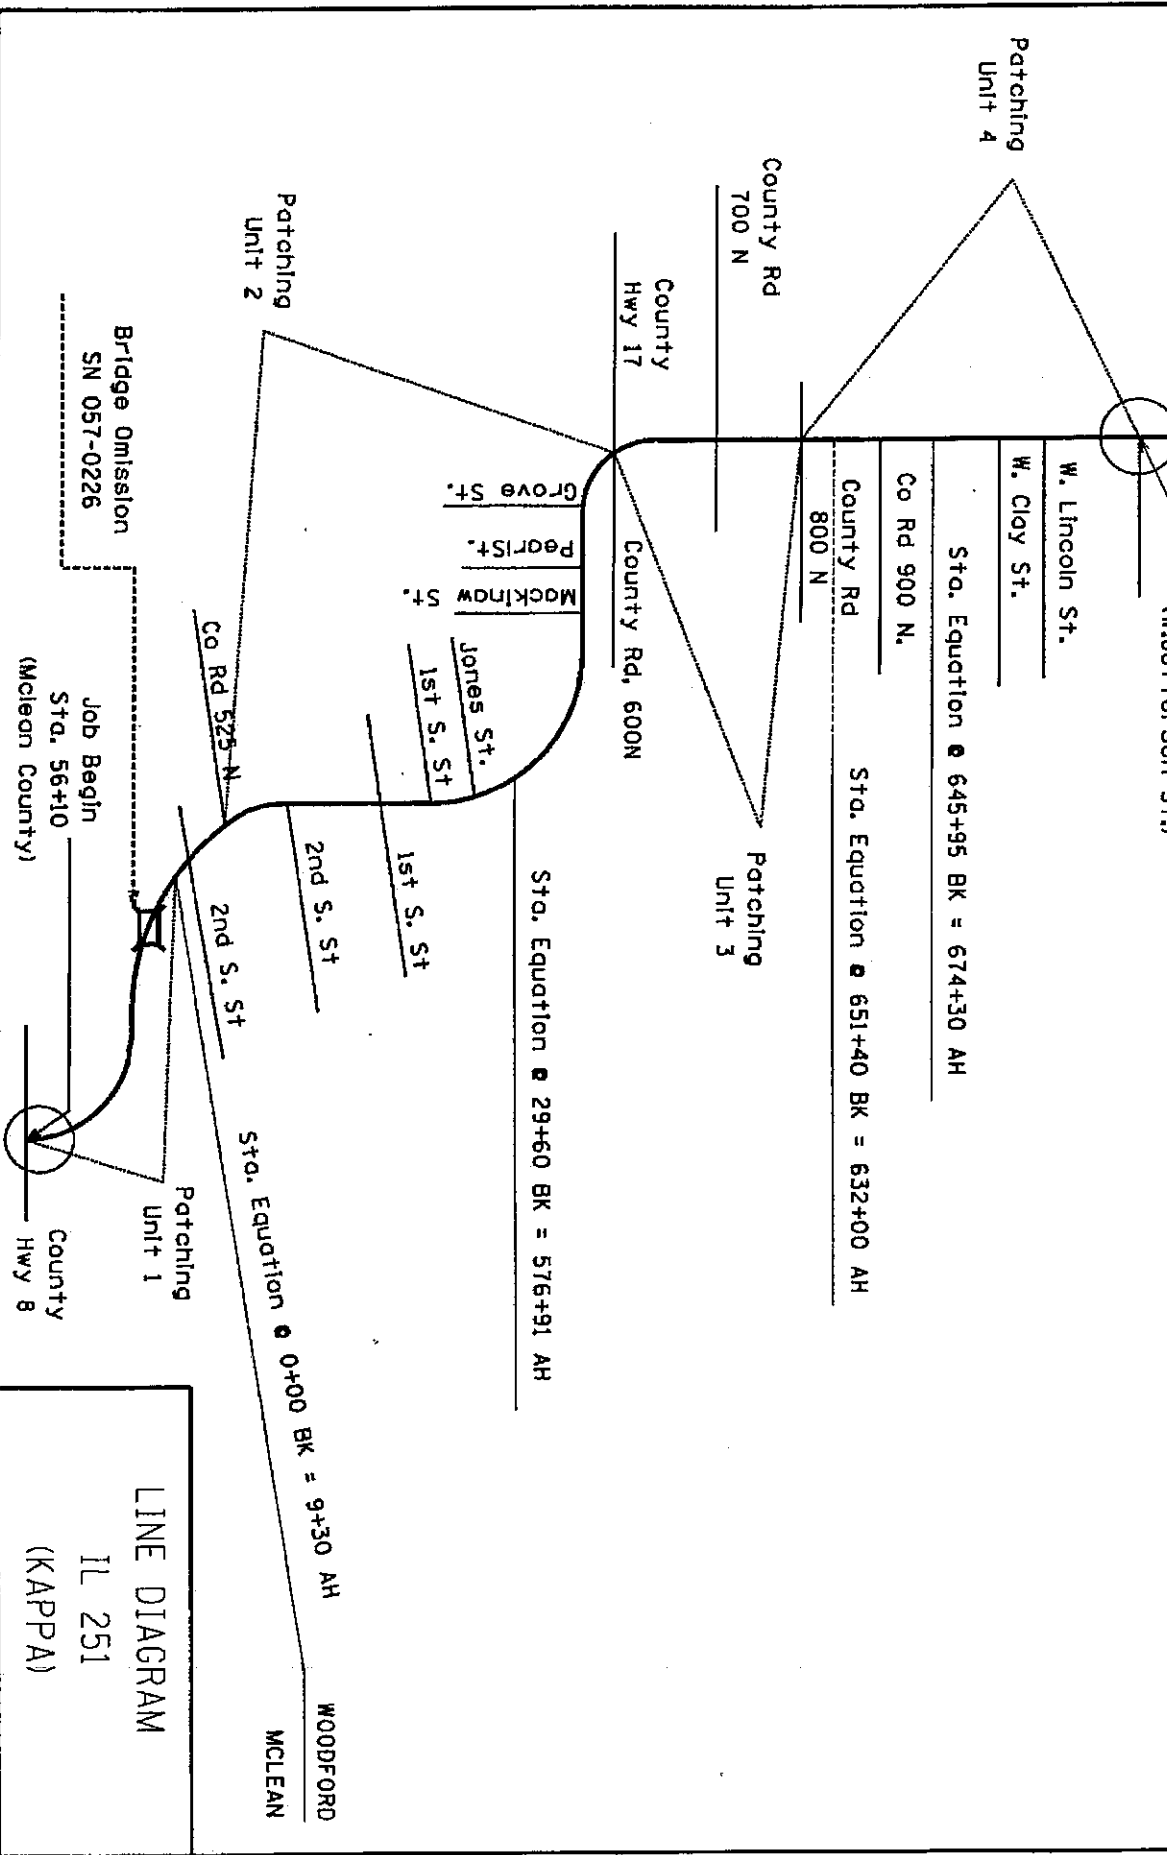 Patching
Unit 4
W. Lincoln St.
W. Clay St.
Sta. Equation @ 645+95 BK = 674+30 AH
Co Rd 900 N.
County Rd
800 N
Sta. Equation @ 651+40 BK = 632+00 AH
County Rd
700 N
Patching
Unit 3
County
Hwy 17
County Rd, 600N
Grove St.
PearlSt.
Mackinaw St.
Sta. Equation @ 29+60 BK = 576+91 AH
Jones St.
1st S. St
1st S. St
2nd S. St
Patching
Unit 2
Co Rd 525 N
2nd S. St
Sta. Equation @ 0+00 BK = 9+30 AH
WOODFORD
MCLEAN
Bridge Omission
SN 057-0226
Patching
Unit 1
Job Begin
Sta. 56+10
(Mclean County)
County
Hwy 8
LINE DIAGRAM
IL 251
(KAPPA)